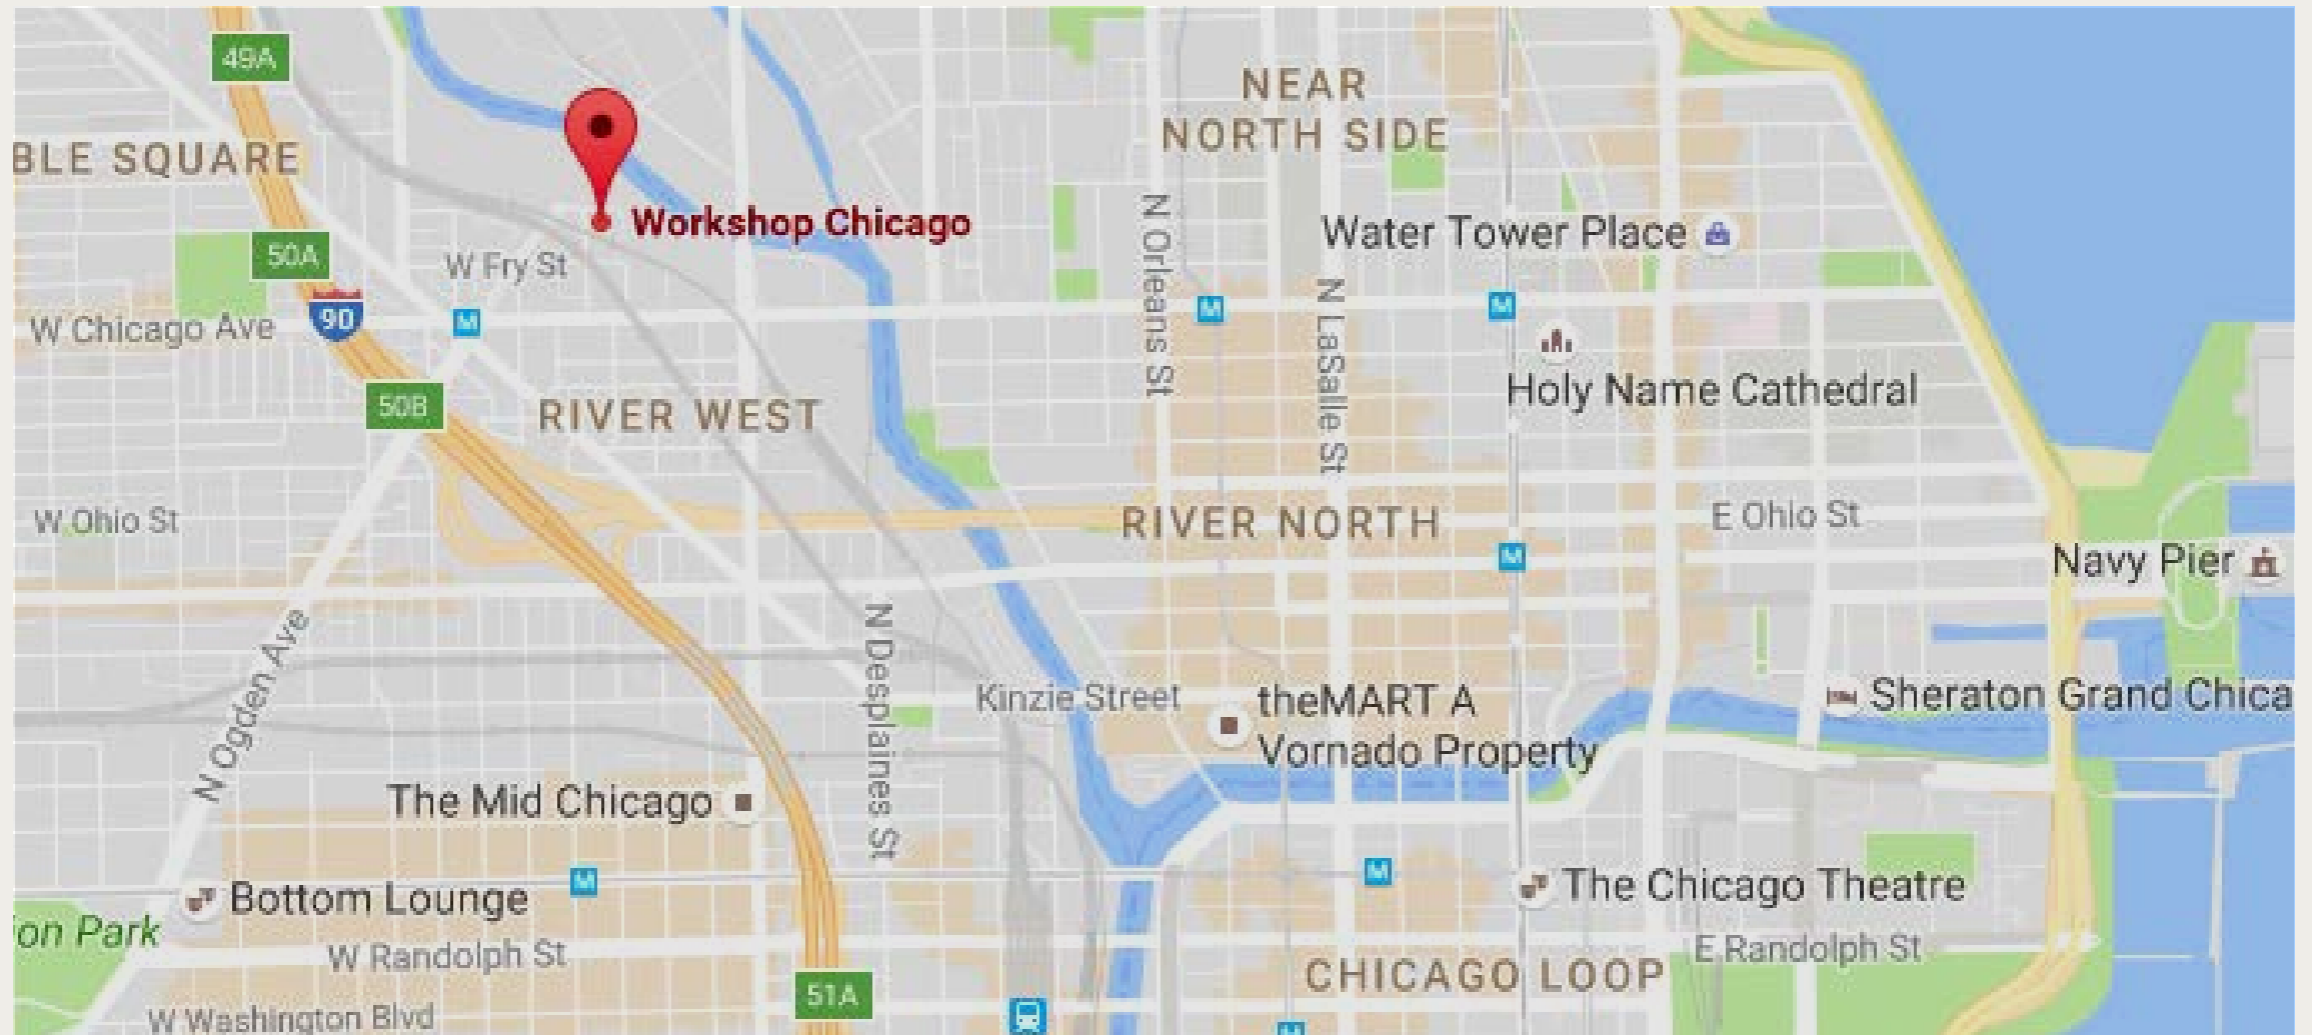 49A
NEAR
NORTH SIDE
BLE SQUARE
Workshop Chicago
N Orleans St
Water Tower Place
50A
W Fry St
N LaSalle St
90
W Chicago Ave
M
M
M
Holy Name Cathedral
50B
RIVER WEST
W Ohio St
RIVER NORTH
E Ohio St
M
Navy Pier
N Ogden Ave
N Desplaines St
Kinzie Street
theMART A
Vornado Property
Sheraton Grand Chica
The Mid Chicago
Bottom Lounge
M
M
The Chicago Theatre
ion Park
W Randolph St
E Randolph St
CHICAGO LOOP
51A
W Washington Blvd
M